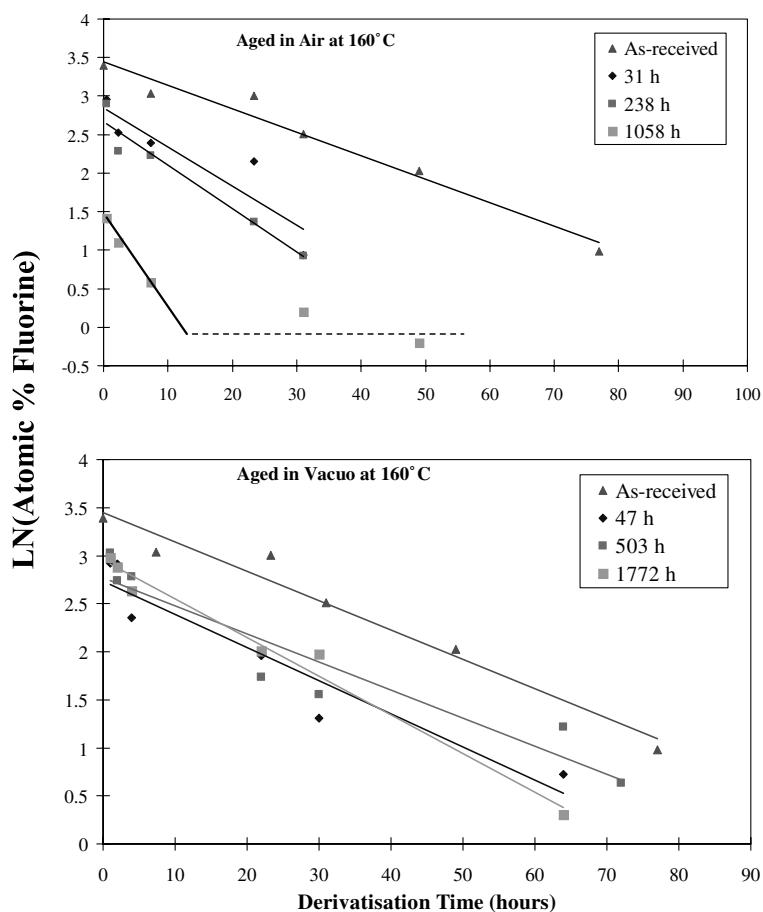 Aged in Air at 160˚C
As-received
31 h
238 h
1058 h
4
3.5
3
2.5
2
1.5
1
0.5
0
-0.5
0 10 20 30 40 50 60 70 80 90 100
LN(Atomic % Fluorine)
Aged in Vacuo at 160˚C
As-received
47 h
503 h
1772 h
4
3.5
3
2.5
2
1.5
1
0.5
0
0 10 20 30 40 50 60 70 80 90
Derivatisation Time (hours)